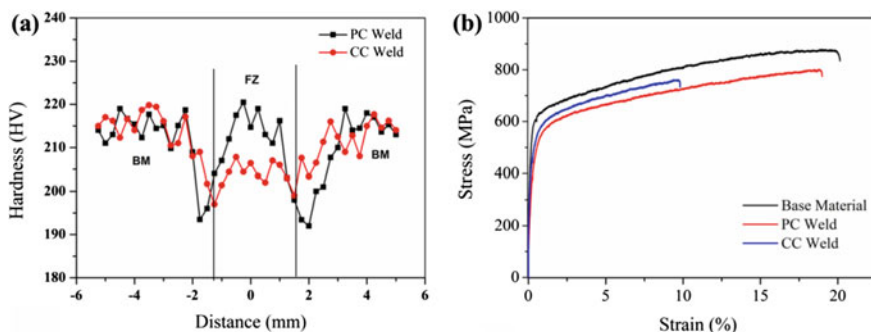 (a)
240
230
220
210
200
190
180
Hardness (HV)
-6
-4
-2
0
2
4
6
Distance (mm)
PC Weld
CC Weld
FZ
BM
BM
(b)
1000
800
600
400
200
0
Stress (MPa)
0
5
10
15
20
Strain (%)
Base Material
PC Weld
CC Weld